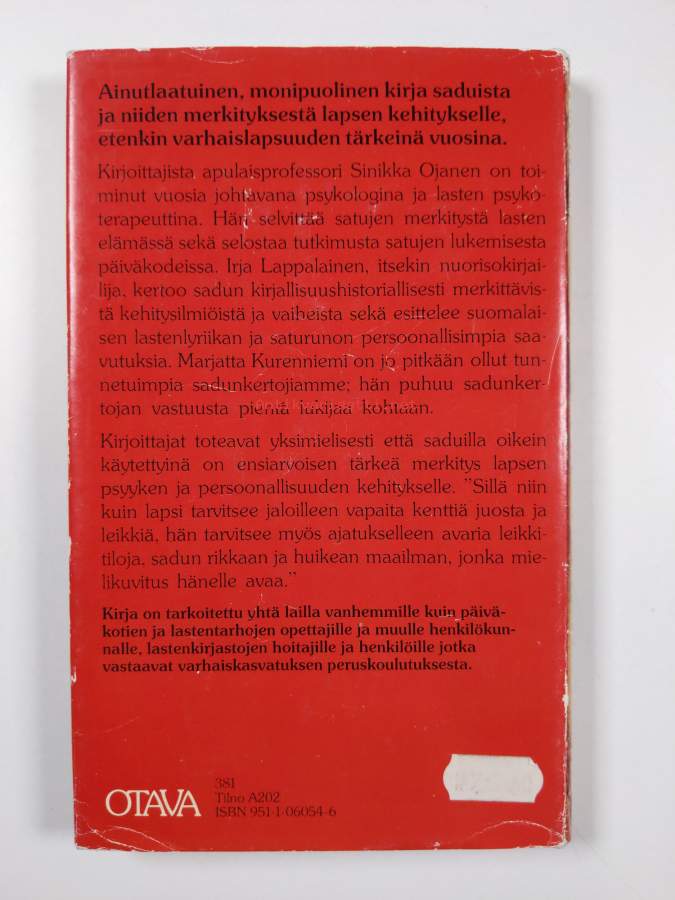 Ainutlaatuinen, monipuolinen kirja saduista
ja niiden merkityksestä lapsen kehitykselle,
etenkin varhaislapsuuden tärkeinä vuosina.
Kirjoittajista apulaisprofessori Sinikka Ojanen on toi-
minut vuosia johtavana psykologina ja lasten psyko-
terapeuttina. Hän selvittää satujen merkitystä lasten
elämässä sekä selostaa tutkimusta satujen lukemisesta
päiväkodeissa. Irja Lappalainen, itsekin nuorisokirjai-
lija, kertoo sadun kirjallisuushistoriallisesti merkittävis-
tä kehitysilmiöistä ja vaiheista sekä esittelee suomalai-
sen lastenlyriikan ja saturunon persoonallisimpia saa-
vutuksia. Marjatta Kurenniemi on jo pitkään ollut tun-
netuimpia sadunkertojiamme; hän puhuu sadunker-
tojan vastuusta pientä lukijaa kohtaan.
Kirjoittajat toteavat yksimielisesti että saduilla oikein
käytettyinä on ensiarvoisen tärkeä merkitys lapsen
psyyken ja persoonallisuuden kehitykselle. "Sillä niin
kuin lapsi tarvitsee jaloilleen vapaita kenttiä juosta ja
leikkiä, hän tarvitsee myös ajatukselleen avaria leikki-
tiloja, sadun rikkaan ja huikean maailman, jonka mie-
likuvitus hänelle avaa."
Kirja on tarkoitettu yhtä lailla vanhemmille kuin päivä-
kotien ja lastentarhojen opettajille ja muulle henkilökun-
nalle, lastenkirjastojen hoitajille ja henkilöille jotka
vastaavat varhaiskasvatuksen peruskoulutuksesta.
OTAVA
381
Tilno A202
ISBN 951-1-06054-6